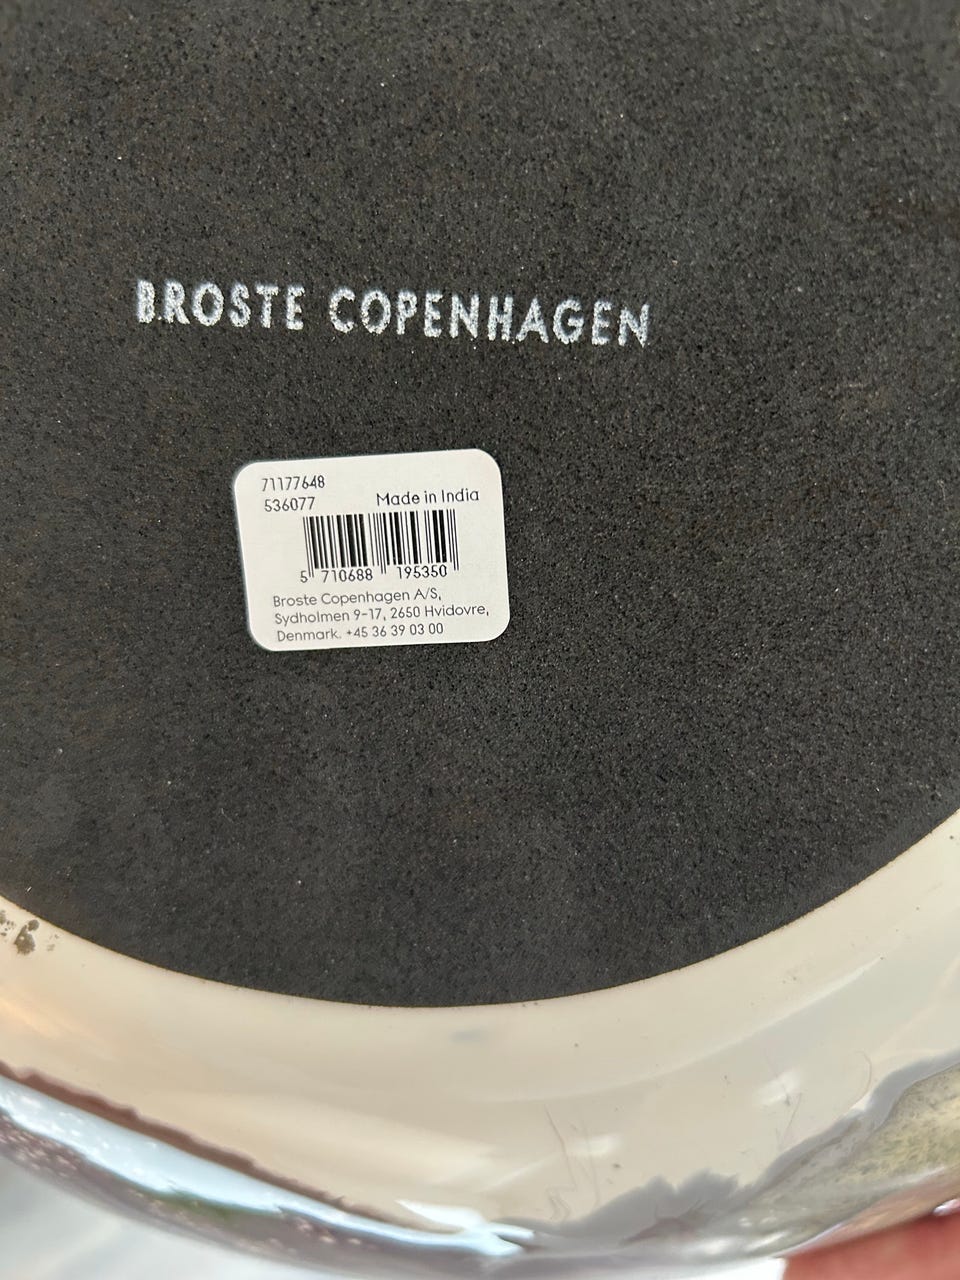 BROSTE COPENHAGEN
71177648
536077 Made in India
5 710688 195350
Broste Copenhagen A/S,
Sydholmen 9-17, 2650 Hvidovre,
Denmark. +45 36 39 03 00